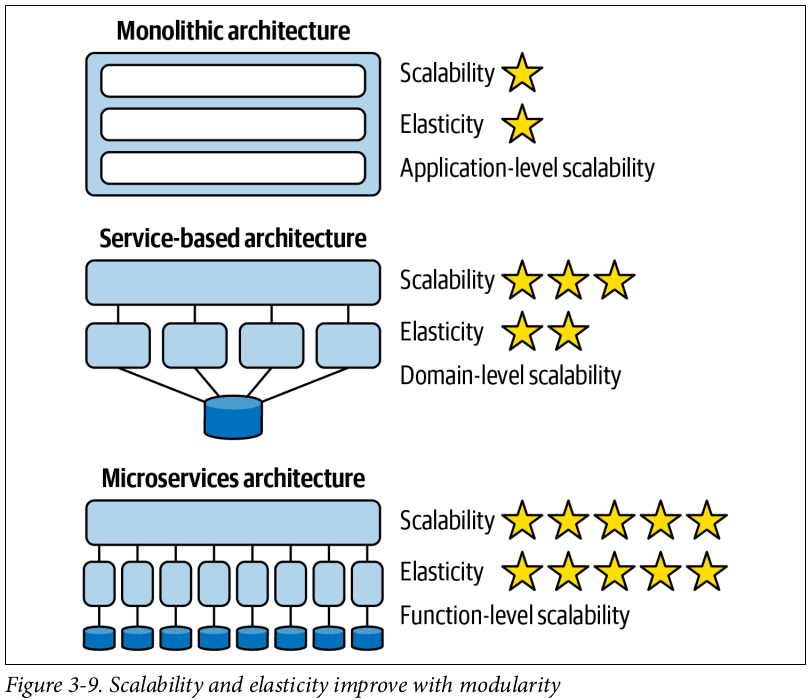 Monolithic architecture
Scalability
Elasticity
Application-level scalability
Service-based architecture
Scalability
Elasticity
Domain-level scalability
Microservices architecture
Scalability
Elasticity
Function-level scalability
Figure 3-9. Scalability and elasticity improve with modularity